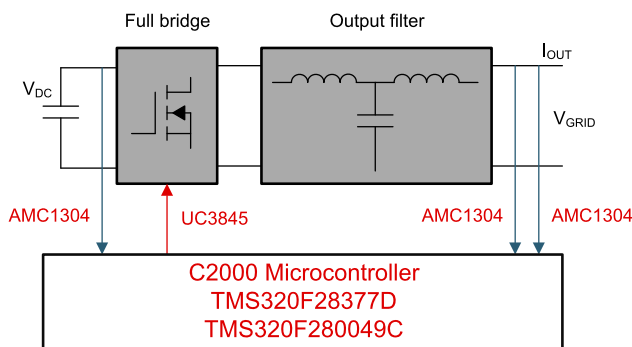 Full bridge
Output filter
IOUT
VDC
VGRID
AMC1304
UC3845
AMC1304
AMC1304
C2000 Microcontroller
TMS320F28377D
TMS320F280049C